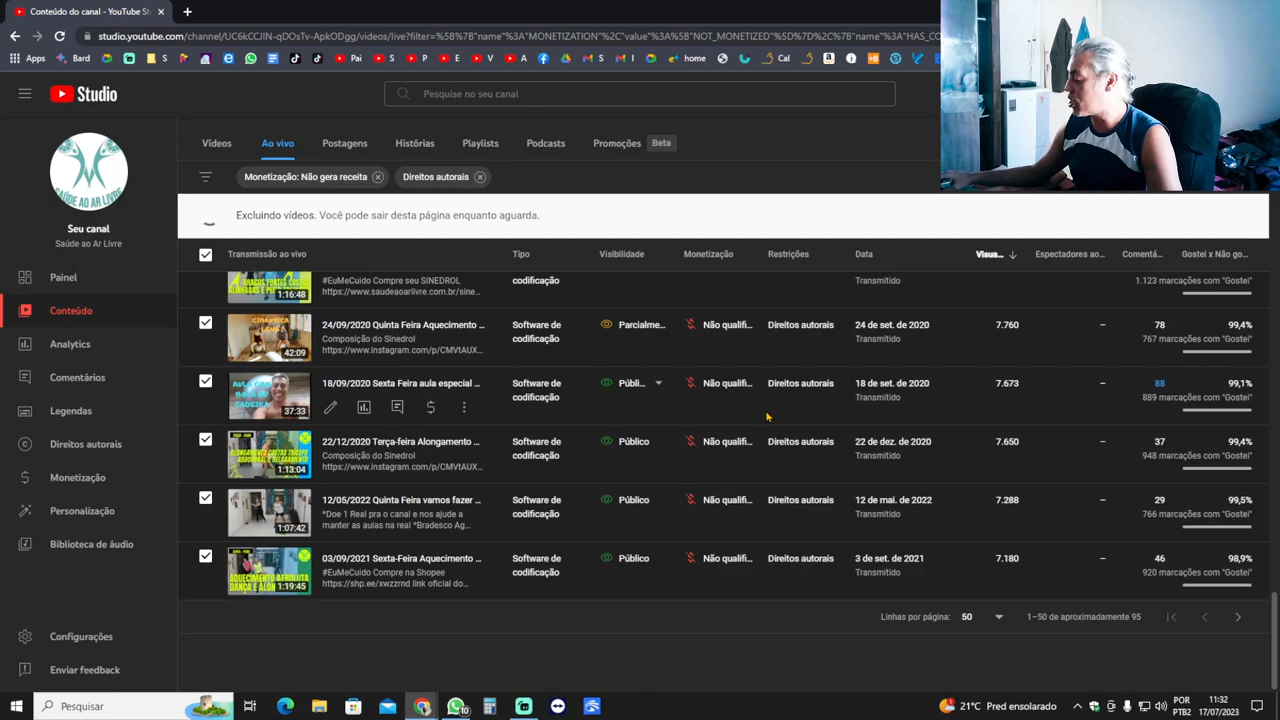 Conteúdo do canal - YouTube St
studio.youtube.com/channel/UC6kCCJIN-qDOsTv-ApkODgg/videos/live?filter=%5B%7B"name"%3A"MONETIZATION"%2C"value"%3A%5B"NOT_MONETIZED"%5D%7D%2C%7B"name"%3A"HAS_CO
Apps Bard S P Pai S P E V A M S M I home Cal
Studio
Pesquise no seu canal
Vídeos Ao vivo Postagens Histórias Playlists Podcasts Promoções Beta
Monetização: Não gera receita Direitos autorais
SAÚDE AO AR LIVRE
Excluindo vídeos. Você pode sair desta página enquanto aguarda.
Seu canal
Saúde ao Ar Livre
Transmissão ao vivo Tipo Visibilidade Monetização Restrições Data Visua... Espectadores ao... Comentá... Gostei x Não go...
Painel
Conteúdo
Analytics
Comentários
Legendas
Direitos autorais
Monetização
Personalização
Biblioteca de áudio
Configurações
Enviar feedback
1:16:48
#EuMeCuido Compre seu SINEDROL
https://www.saudeaoarlivre.com.br/sine...
codificação Transmitido 1.123 marcações com "Gostei"
42:09
24/09/2020 Quinta Feira Aquecimento ...
Composição do Sinedrol
https://www.instagram.com/p/CMVtAUX...
Software de codificação Parcialme... Não qualifi... Direitos autorais 24 de set. de 2020 7.760 – 78 99,4%
Transmitido 767 marcações com "Gostei"
37:33
18/09/2020 Sexta Feira aula especial ...
Software de codificação Públi... Não qualifi... Direitos autorais 18 de set. de 2020 7.673 – 88 99,1%
Transmitido 889 marcações com "Gostei"
ALONGAMENTO COSTAS TRÍCEPS
ABDOMINAL E RELAXAMENTO
1:13:04
22/12/2020 Terça-feira Alongamento ...
Composição do Sinedrol
https://www.instagram.com/p/CMVtAUX...
Software de codificação Público Não qualifi... Direitos autorais 22 de dez. de 2020 7.650 – 37 99,4%
Transmitido 948 marcações com "Gostei"
1:07:42
12/05/2022 Quinta Feira vamos fazer ...
*Doe 1 Real pra o canal e nos ajude a
manter as aulas na real *Bradesco Ag...
Software de codificação Público Não qualifi... Direitos autorais 12 de mai. de 2022 7.288 – 29 99,5%
Transmitido 766 marcações com "Gostei"
1:19:45
03/09/2021 Sexta-Feira Aquecimento ...
#EuMeCuido Compre na Shopee
https://shp.ee/xwzzrnd link oficial do...
Software de codificação Público Não qualifi... Direitos autorais 3 de set. de 2021 7.180 – 46 98,9%
Transmitido 920 marcações com "Gostei"
Linhas por página: 50 1–50 de aproximadamente 95
Pesquisar
10
21°C Pred ensolarado
POR
PTB2
11:32
17/07/2023